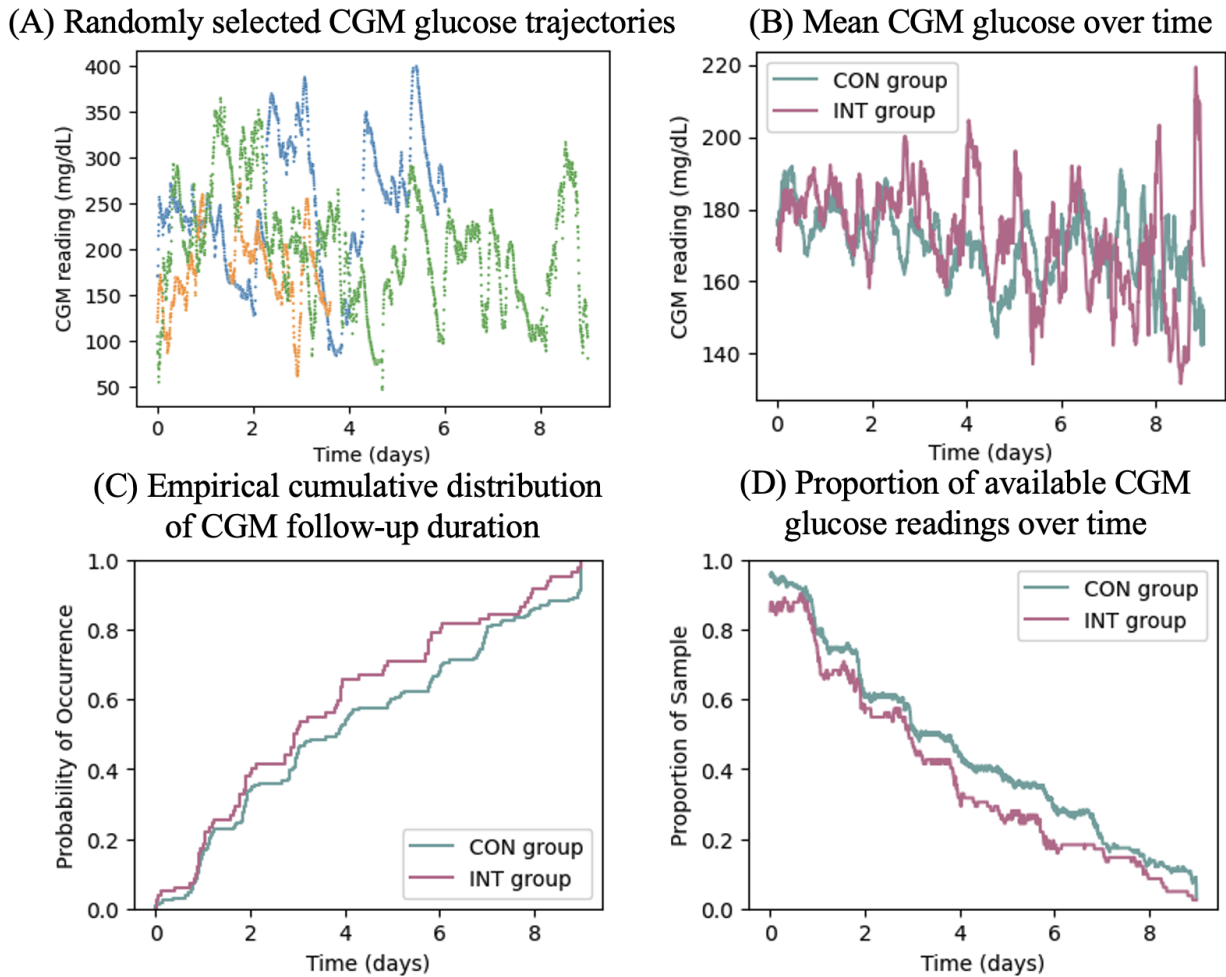 (A) Randomly selected CGM glucose trajectories
400
350
300
250
200
150
100
50
CGM reading (mg/dL)
0 2 4 6 8
Time (days)
(B) Mean CGM glucose over time
220
200
180
160
140
CGM reading (mg/dL)
CON group
INT group
0 2 4 6 8
Time (days)
(C) Empirical cumulative distribution
of CGM follow-up duration
1.0
0.8
0.6
0.4
0.2
0.0
Probability of Occurrence
CON group
INT group
0 2 4 6 8
Time (days)
(D) Proportion of available CGM
glucose readings over time
1.0
0.8
0.6
0.4
0.2
0.0
Proportion of Sample
CON group
INT group
0 2 4 6 8
Time (days)